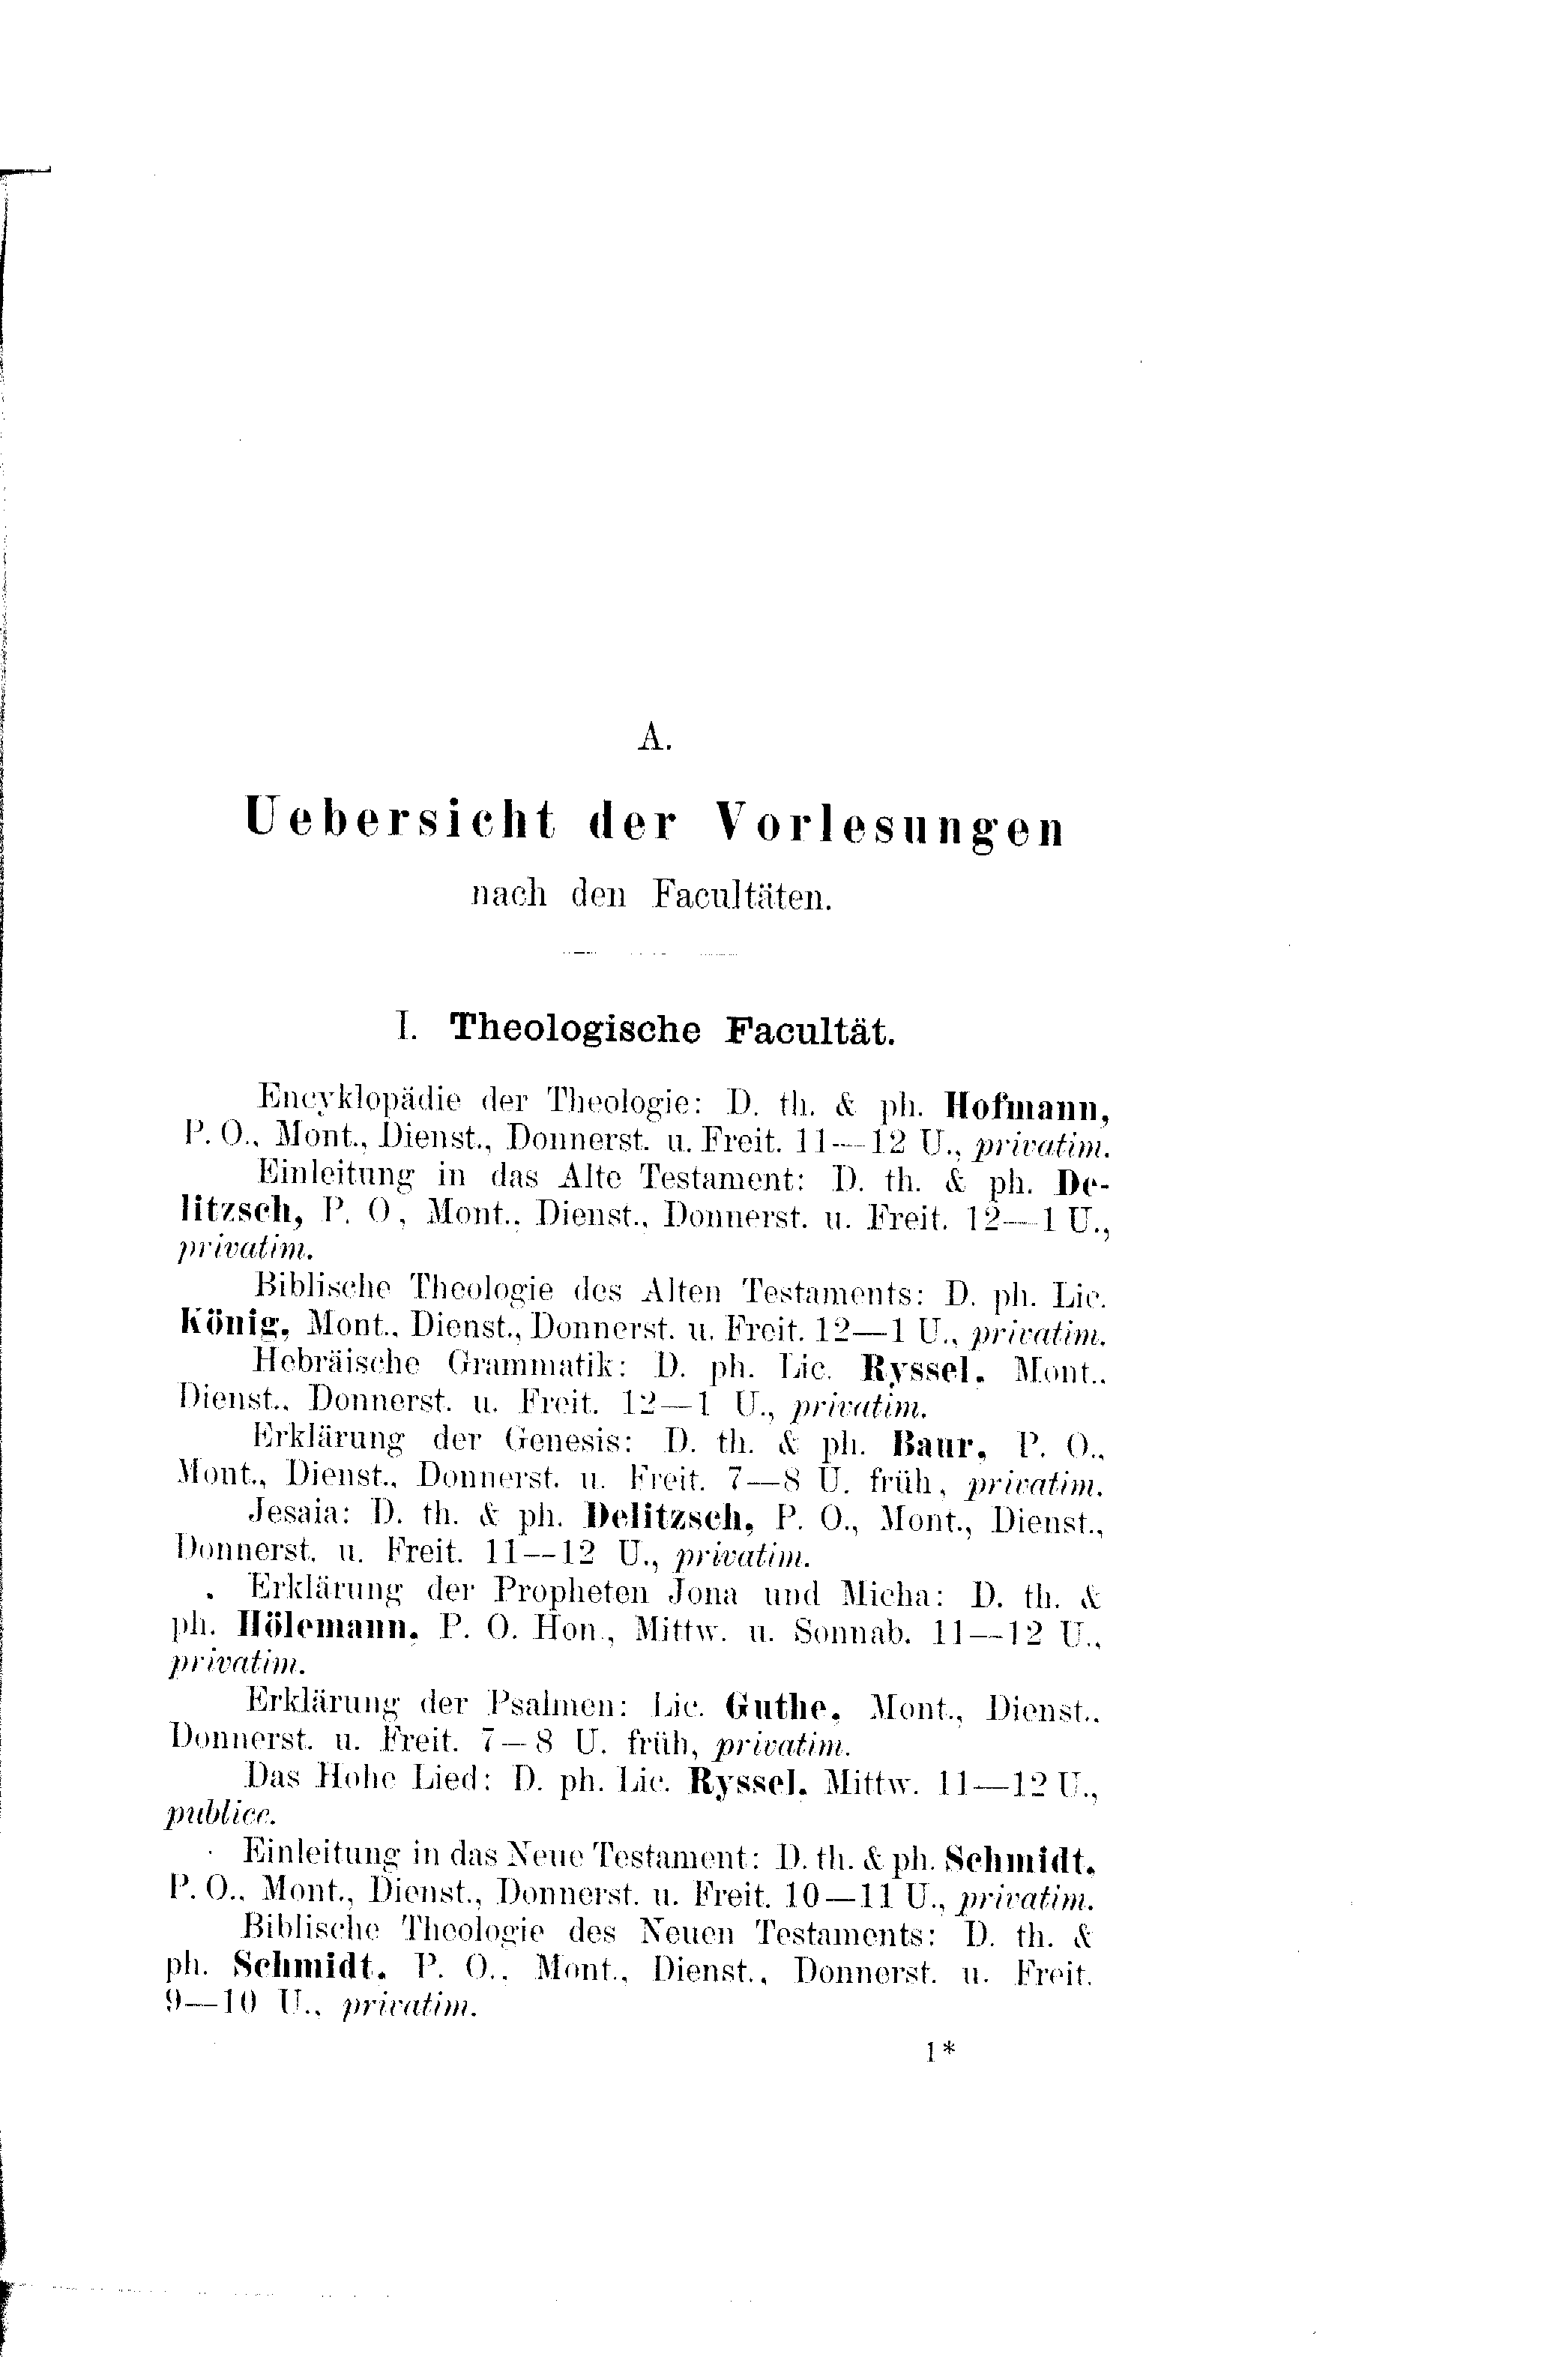 A.
Uebersicht der Vorlesungen
nach den Facultäten.
I. Theologische Facultät.
Encyklopädie der Theologie: D. th. & ph. Hofmann,
P. O., Mont., Dienst., Donnerst. u. Freit. 11—12 U., privatim.
Einleitung in das Alte Testament: D. th. & ph. De-
litzsch, P. O, Mont., Dienst., Donnerst. u. Freit. 12—1 U.,
privatim.
Biblische Theologie des Alten Testaments: D. ph. Lic.
König, Mont., Dienst., Donnerst. u. Freit. 12—1 U., privatim.
Hebräische Grammatik: D. ph. Lic. Ryssel, Mont.,
Dienst., Donnerst. u. Freit. 12—1 U., privatim.
Erklärung der Genesis: D. th. & ph. Baur, P. O.,
Mont., Dienst., Donnerst. u. Freit. 7—8 U. früh, privatim.
Jesaia: D. th. & ph. Delitzsch, P. O., Mont., Dienst.,
Donnerst. u. Freit. 11—12 U., privatim.
Erklärung der Propheten Jona und Micha: D. th. &
ph. Hölemann, P. O. Hon., Mittw. u. Sonnab. 11—12 U.,
privatim.
Erklärung der Psalmen: Lic. Guthe, Mont., Dienst.,
Donnerst. u. Freit. 7—8 U. früh, privatim.
Das Hohe Lied: D. ph. Lic. Ryssel, Mittw. 11—12 U.,
publice.
Einleitung in das Neue Testament: D. th. & ph. Schmidt,
P. O., Mont., Dienst., Donnerst. u. Freit. 10—11 U., privatim.
Biblische Theologie des Neuen Testaments: D. th. &
ph. Schmidt, P. O., Mont., Dienst., Donnerst. u. Freit.
9—10 U., privatim.
1*